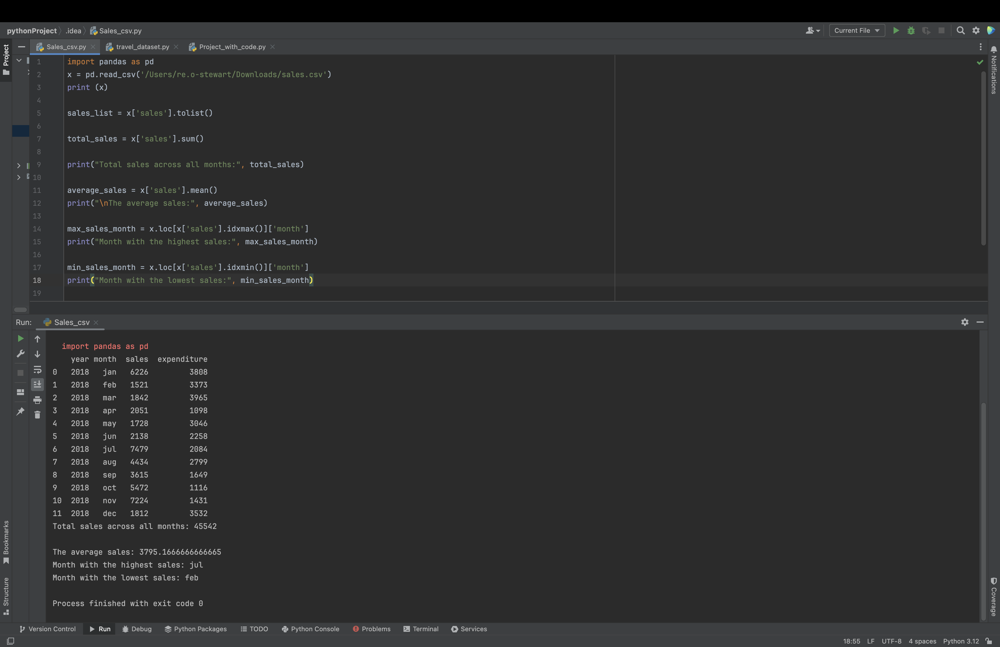 pythonProject .idea Sales_csv.py
Current File
Project
Sales_csv.py travel_dataset.py Project_with_code.py
Notifications
1 import pandas as pd
2 x = pd.read_csv('/Users/re.o-stewart/Downloads/sales.csv')
3 print (x)
4
5 sales_list = x['sales'].tolist()
6
7 total_sales = x['sales'].sum()
8
9 print("Total sales across all months:", total_sales)
10
11 average_sales = x['sales'].mean()
12 print("\nThe average sales:", average_sales)
13
14 max_sales_month = x.loc[x['sales'].idxmax()]['month']
15 print("Month with the highest sales:", max_sales_month)
16
17 min_sales_month = x.loc[x['sales'].idxmin()]['month']
18 print("Month with the lowest sales:", min_sales_month)
19
Run: Sales_csv
import pandas as pd
year month sales expenditure
0 2018 jan 6226 3808
1 2018 feb 1521 3373
2 2018 mar 1842 3965
3 2018 apr 2051 1098
4 2018 may 1728 3046
5 2018 jun 2138 2258
6 2018 jul 7479 2084
7 2018 aug 4434 2799
8 2018 sep 3615 1649
9 2018 oct 5472 1116
10 2018 nov 7224 1431
11 2018 dec 1812 3532
Total sales across all months: 45542
The average sales: 3795.1666666666665
Month with the highest sales: jul
Month with the lowest sales: feb
Process finished with exit code 0
Bookmarks
Structure
Coverage
Version Control Run Debug Python Packages TODO Python Console Problems Terminal Services
18:55 LF UTF-8 4 spaces Python 3.12